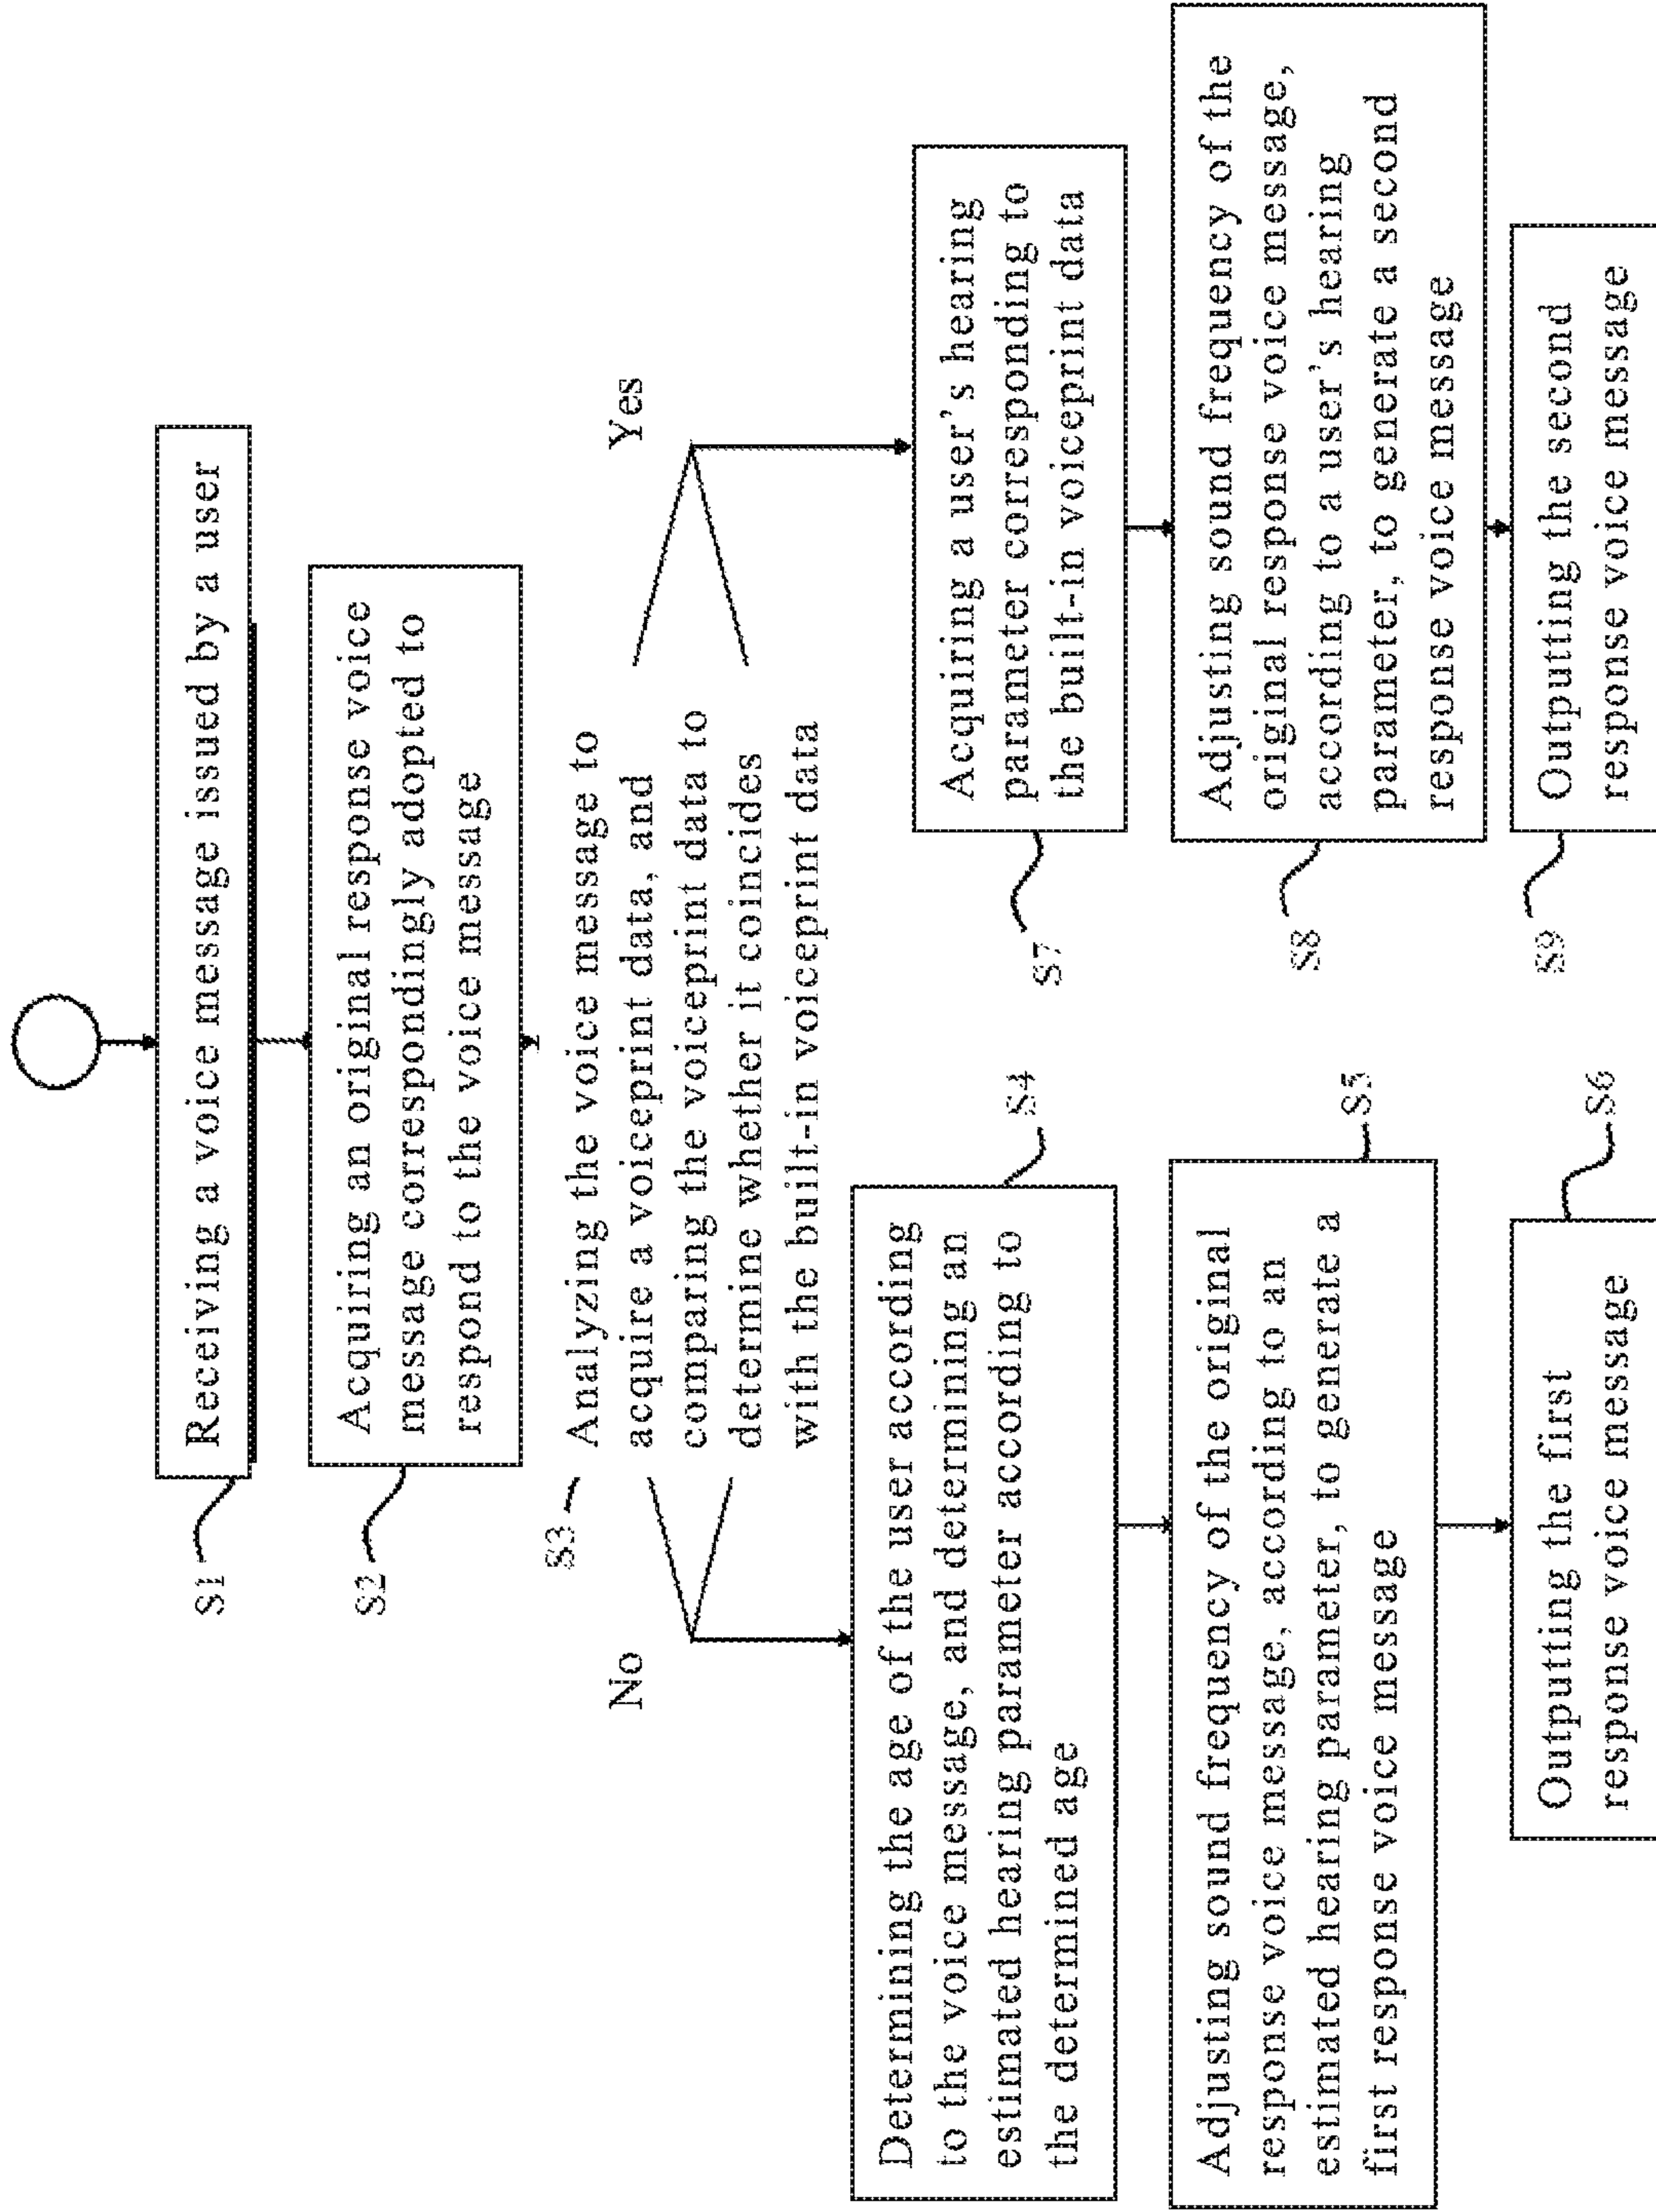 S1
Receiving a voice message issued by a user
S2
Acquiring an original response voice
message correspondingly adopted to
respond to the voice message
S3
Analyzing the voice message to
acquire a voiceprint data, and
comparing the voiceprint data to
determine whether it coincides
with the built-in voiceprint data
No
Yes
Determining the age of the user according
to the voice message, and determining an
estimated hearing parameter according to
the determined age
S4
Adjusting sound frequency of the original
response voice message, according to an
estimated hearing parameter, to generate a
first response voice message
S5
Outputting the first
response voice message
S6
S7
Acquiring a user's hearing
parameter corresponding to
the built-in voiceprint data
S8
Adjusting sound frequency of the
original response voice message,
according to a user's hearing
parameter, to generate a second
response voice message
S9
Outputting the second
response voice message